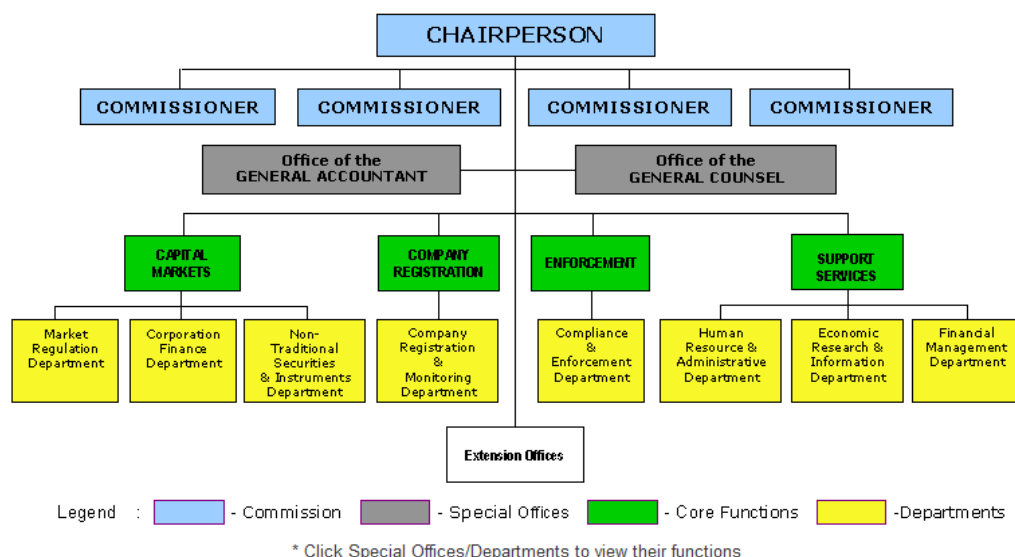 CHAIRPERSON
COMMISSIONER
COMMISSIONER
COMMISSIONER
COMMISSIONER
Office of the
GENERAL ACCOUNTANT
Office of the
GENERAL COUNSEL
CAPITAL
MARKETS
COMPANY
REGISTRATION
ENFORCEMENT
SUPPORT
SERVICES
Market
Regulation
Department
Corporation
Finance
Department
Non-
Traditional
Securities
& Instruments
Department
Company
Registration
&
Monitoring
Department
Compliance
&
Enforcement
Department
Human
Resource &
Administrative
Department
Economic
Research &
Information
Department
Financial
Management
Department
Extension Offices
Legend : - Commission - Special Offices - Core Functions -Departments
* Click Special Offices/Departments to view their functions